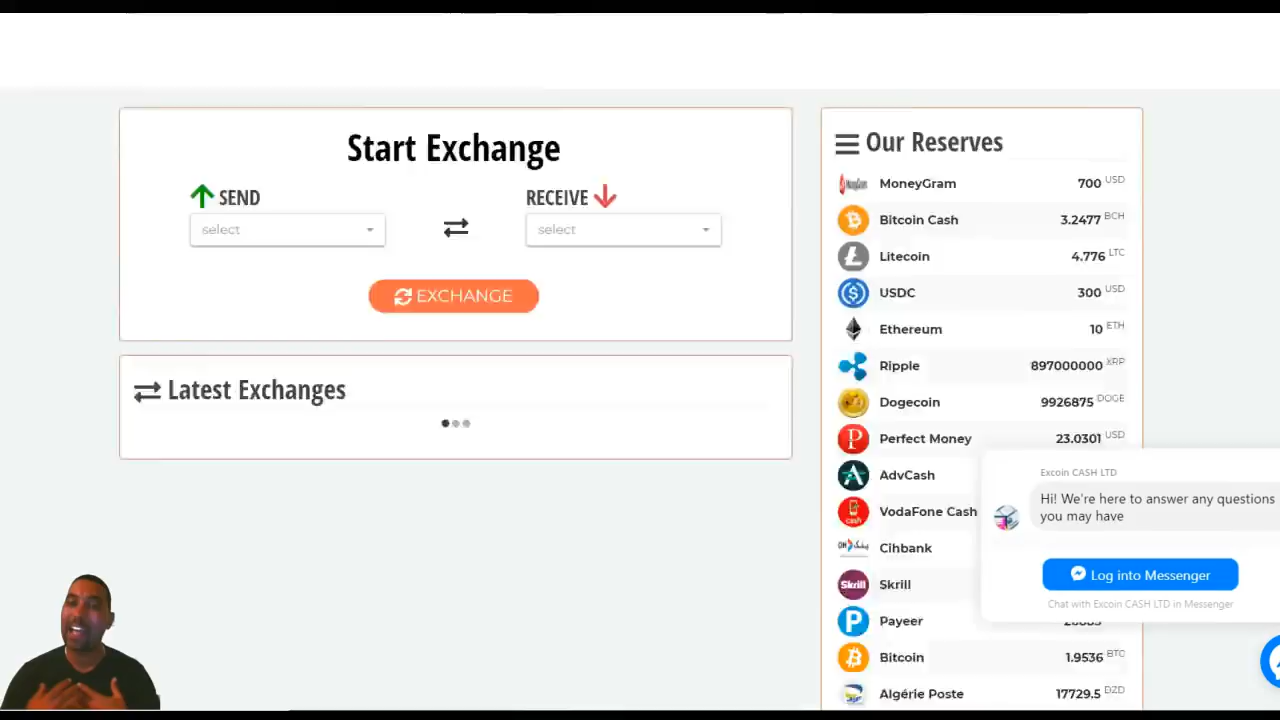 Start Exchange
SEND
RECEIVE
select
select
EXCHANGE
Latest Exchanges
Our Reserves
MoneyGram 700 USD
Bitcoin Cash 3.2477 BCH
Litecoin 4.776 LTC
USDC 300 USD
Ethereum 10 ETH
Ripple 897000000 XRP
Dogecoin 9926875 DOGE
Perfect Money 23.0301 USD
AdvCash
VodaFone Cash
Cihbank
Skrill
Payeer
Bitcoin 1.9536 BTC
Algérie Poste 17729.5 DZD
Excoin CASH LTD
Hi! We're here to answer any questions
you may have
Log into Messenger
Chat with Excoin CASH LTD in Messenger